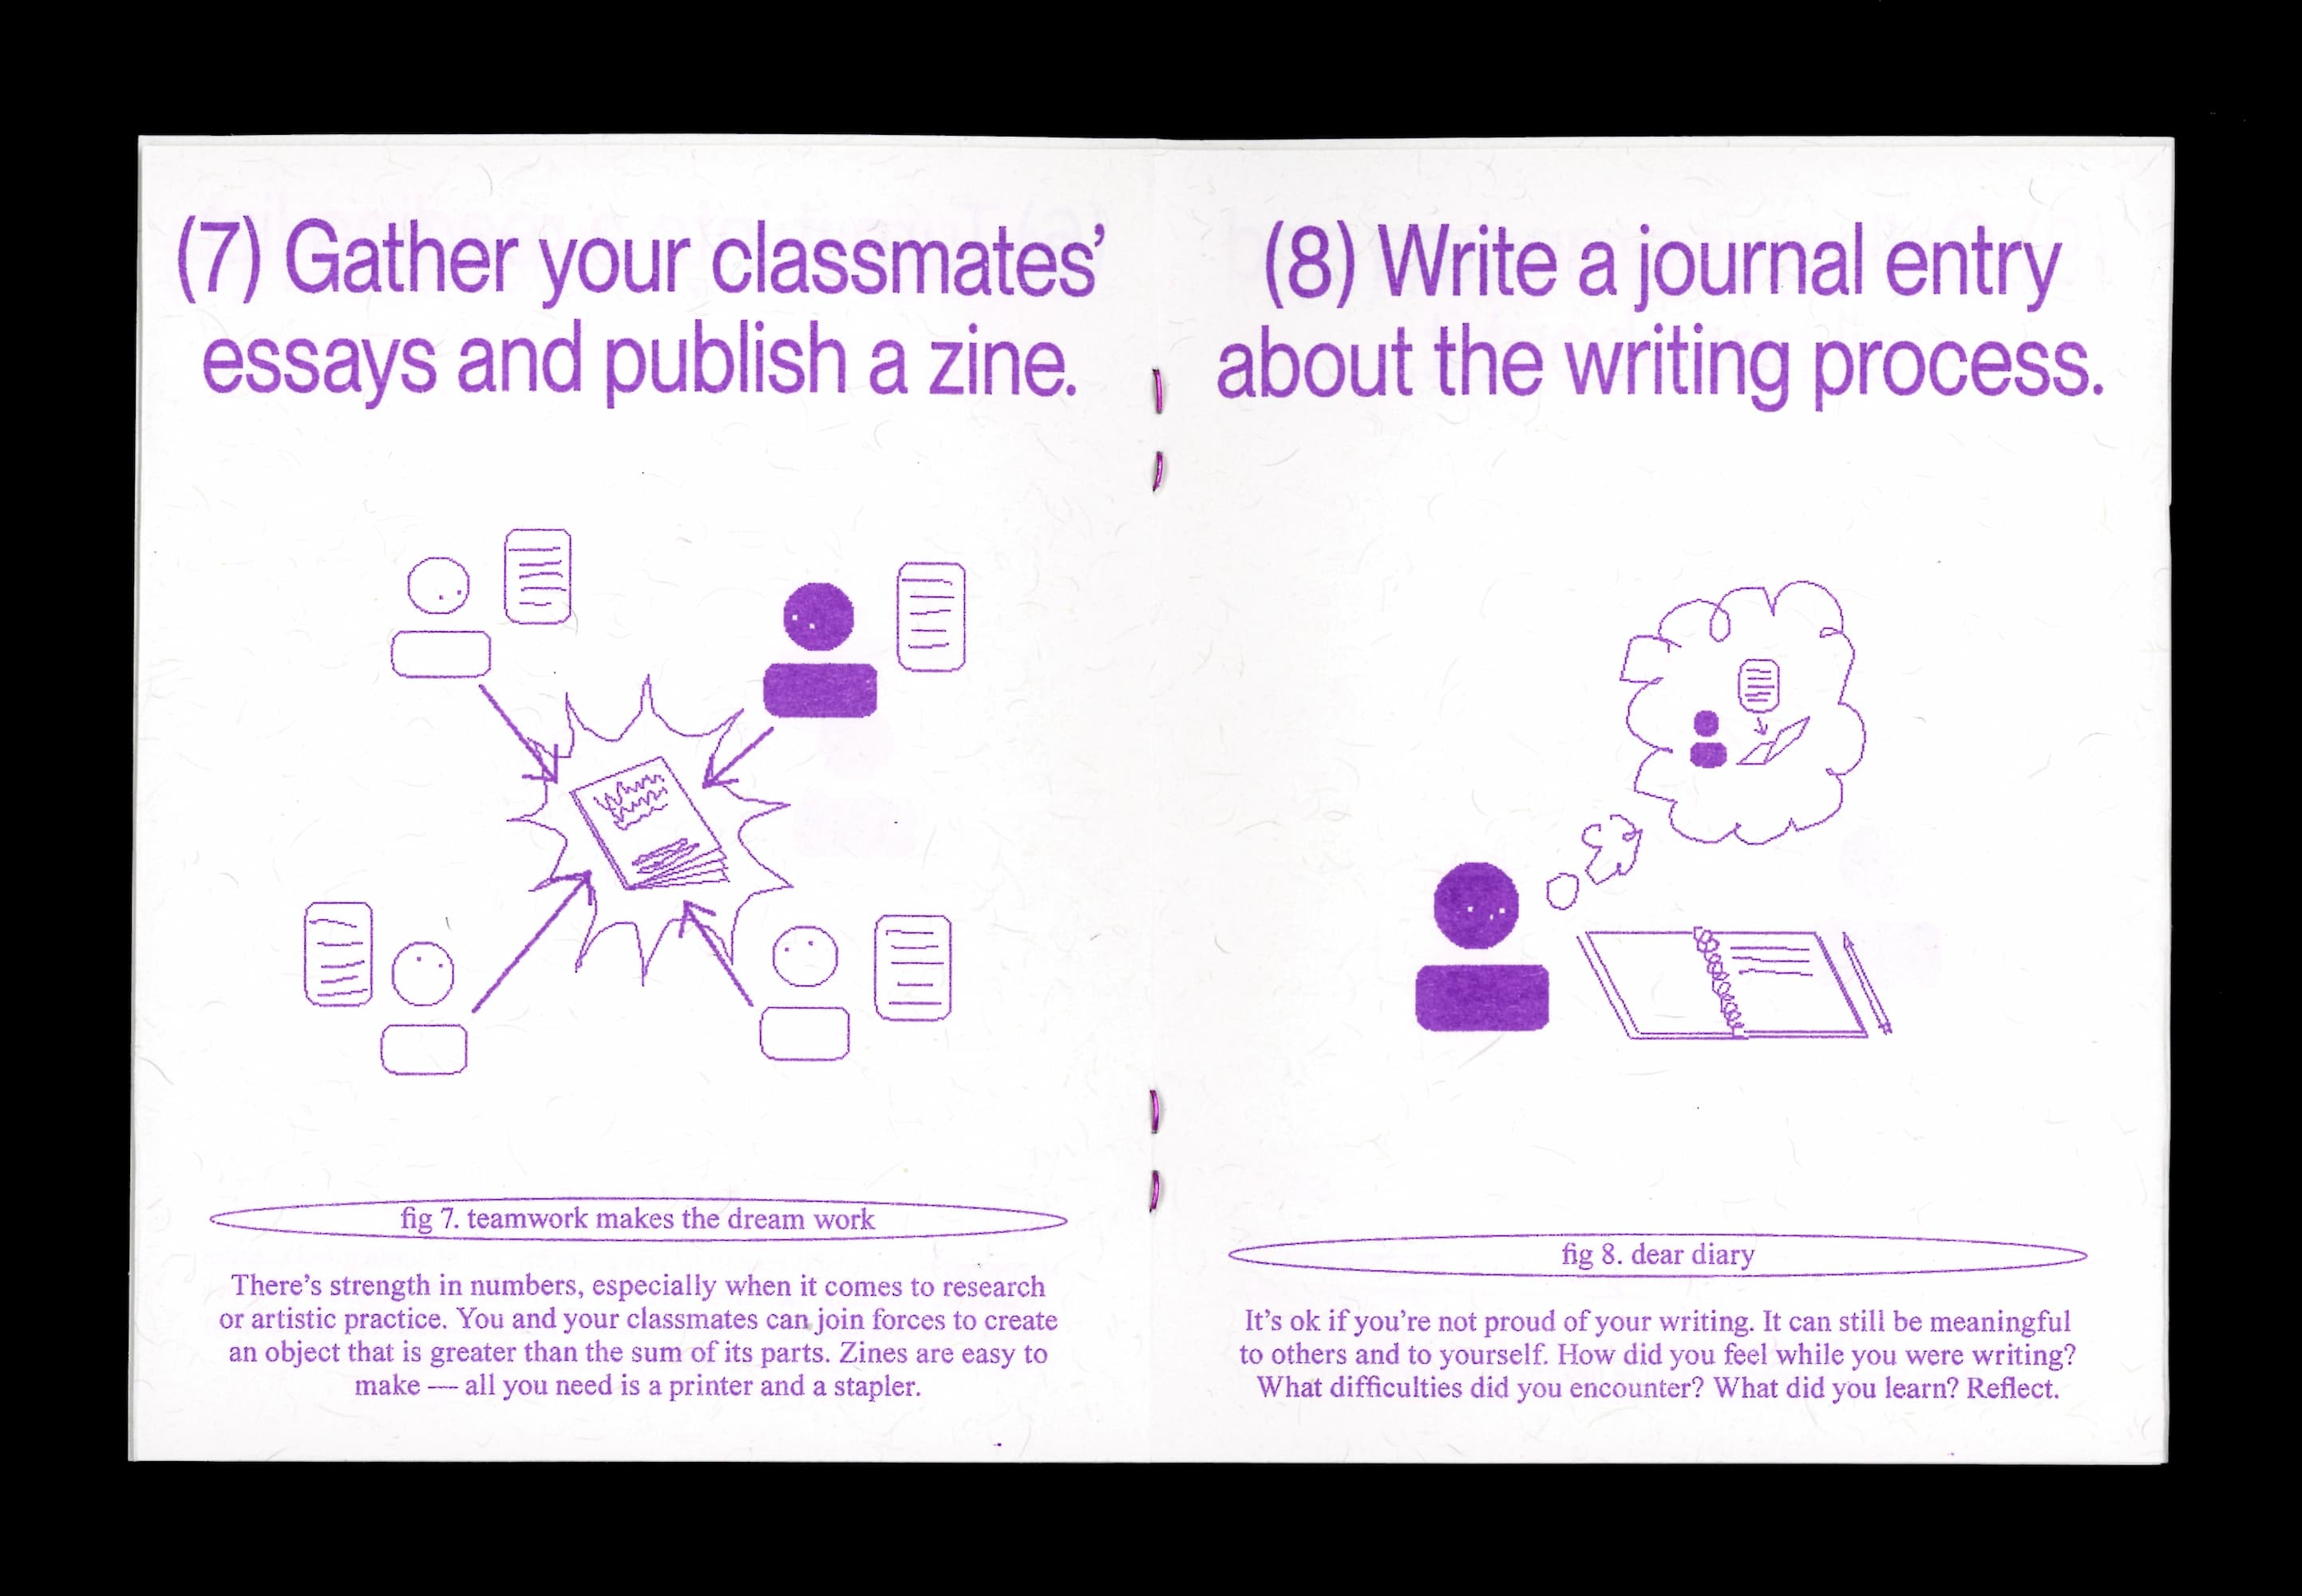 (7) Gather your classmates’
essays and publish a zine.
fig 7. teamwork makes the dream work
There’s strength in numbers, especially when it comes to research
or artistic practice. You and your classmates can join forces to create
an object that is greater than the sum of its parts. Zines are easy to
make — all you need is a printer and a stapler.
(8) Write a journal entry
about the writing process.
fig 8. dear diary
It’s ok if you’re not proud of your writing. It can still be meaningful
to others and to yourself. How did you feel while you were writing?
What difficulties did you encounter? What did you learn? Reflect.